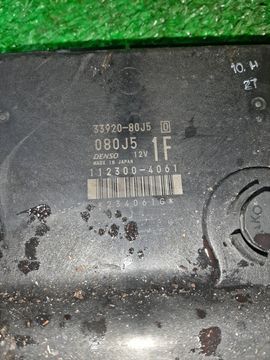 10.H
27
33920-80J5 D
080J5 1F
DENSO 12V
MADE IN JAPAN
112300-4061